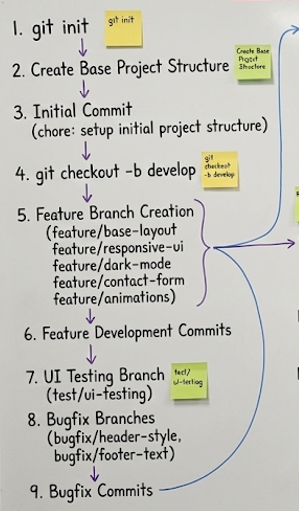 1. git init
git init
2. Create Base Project Structure
Create Base
Project
Structure
3. Initial Commit
(chore: setup initial project structure)
4. git checkout -b develop
git
checkout
-b develop
5. Feature Branch Creation
(feature/base-layout
feature/responsive-ui
feature/dark-mode
feature/contact-form
feature/animations)
6. Feature Development Commits
7. UI Testing Branch
(test/ui-testing)
test/
ui-testing
8. Bugfix Branches
(bugfix/header-style,
bugfix/footer-text)
9. Bugfix Commits